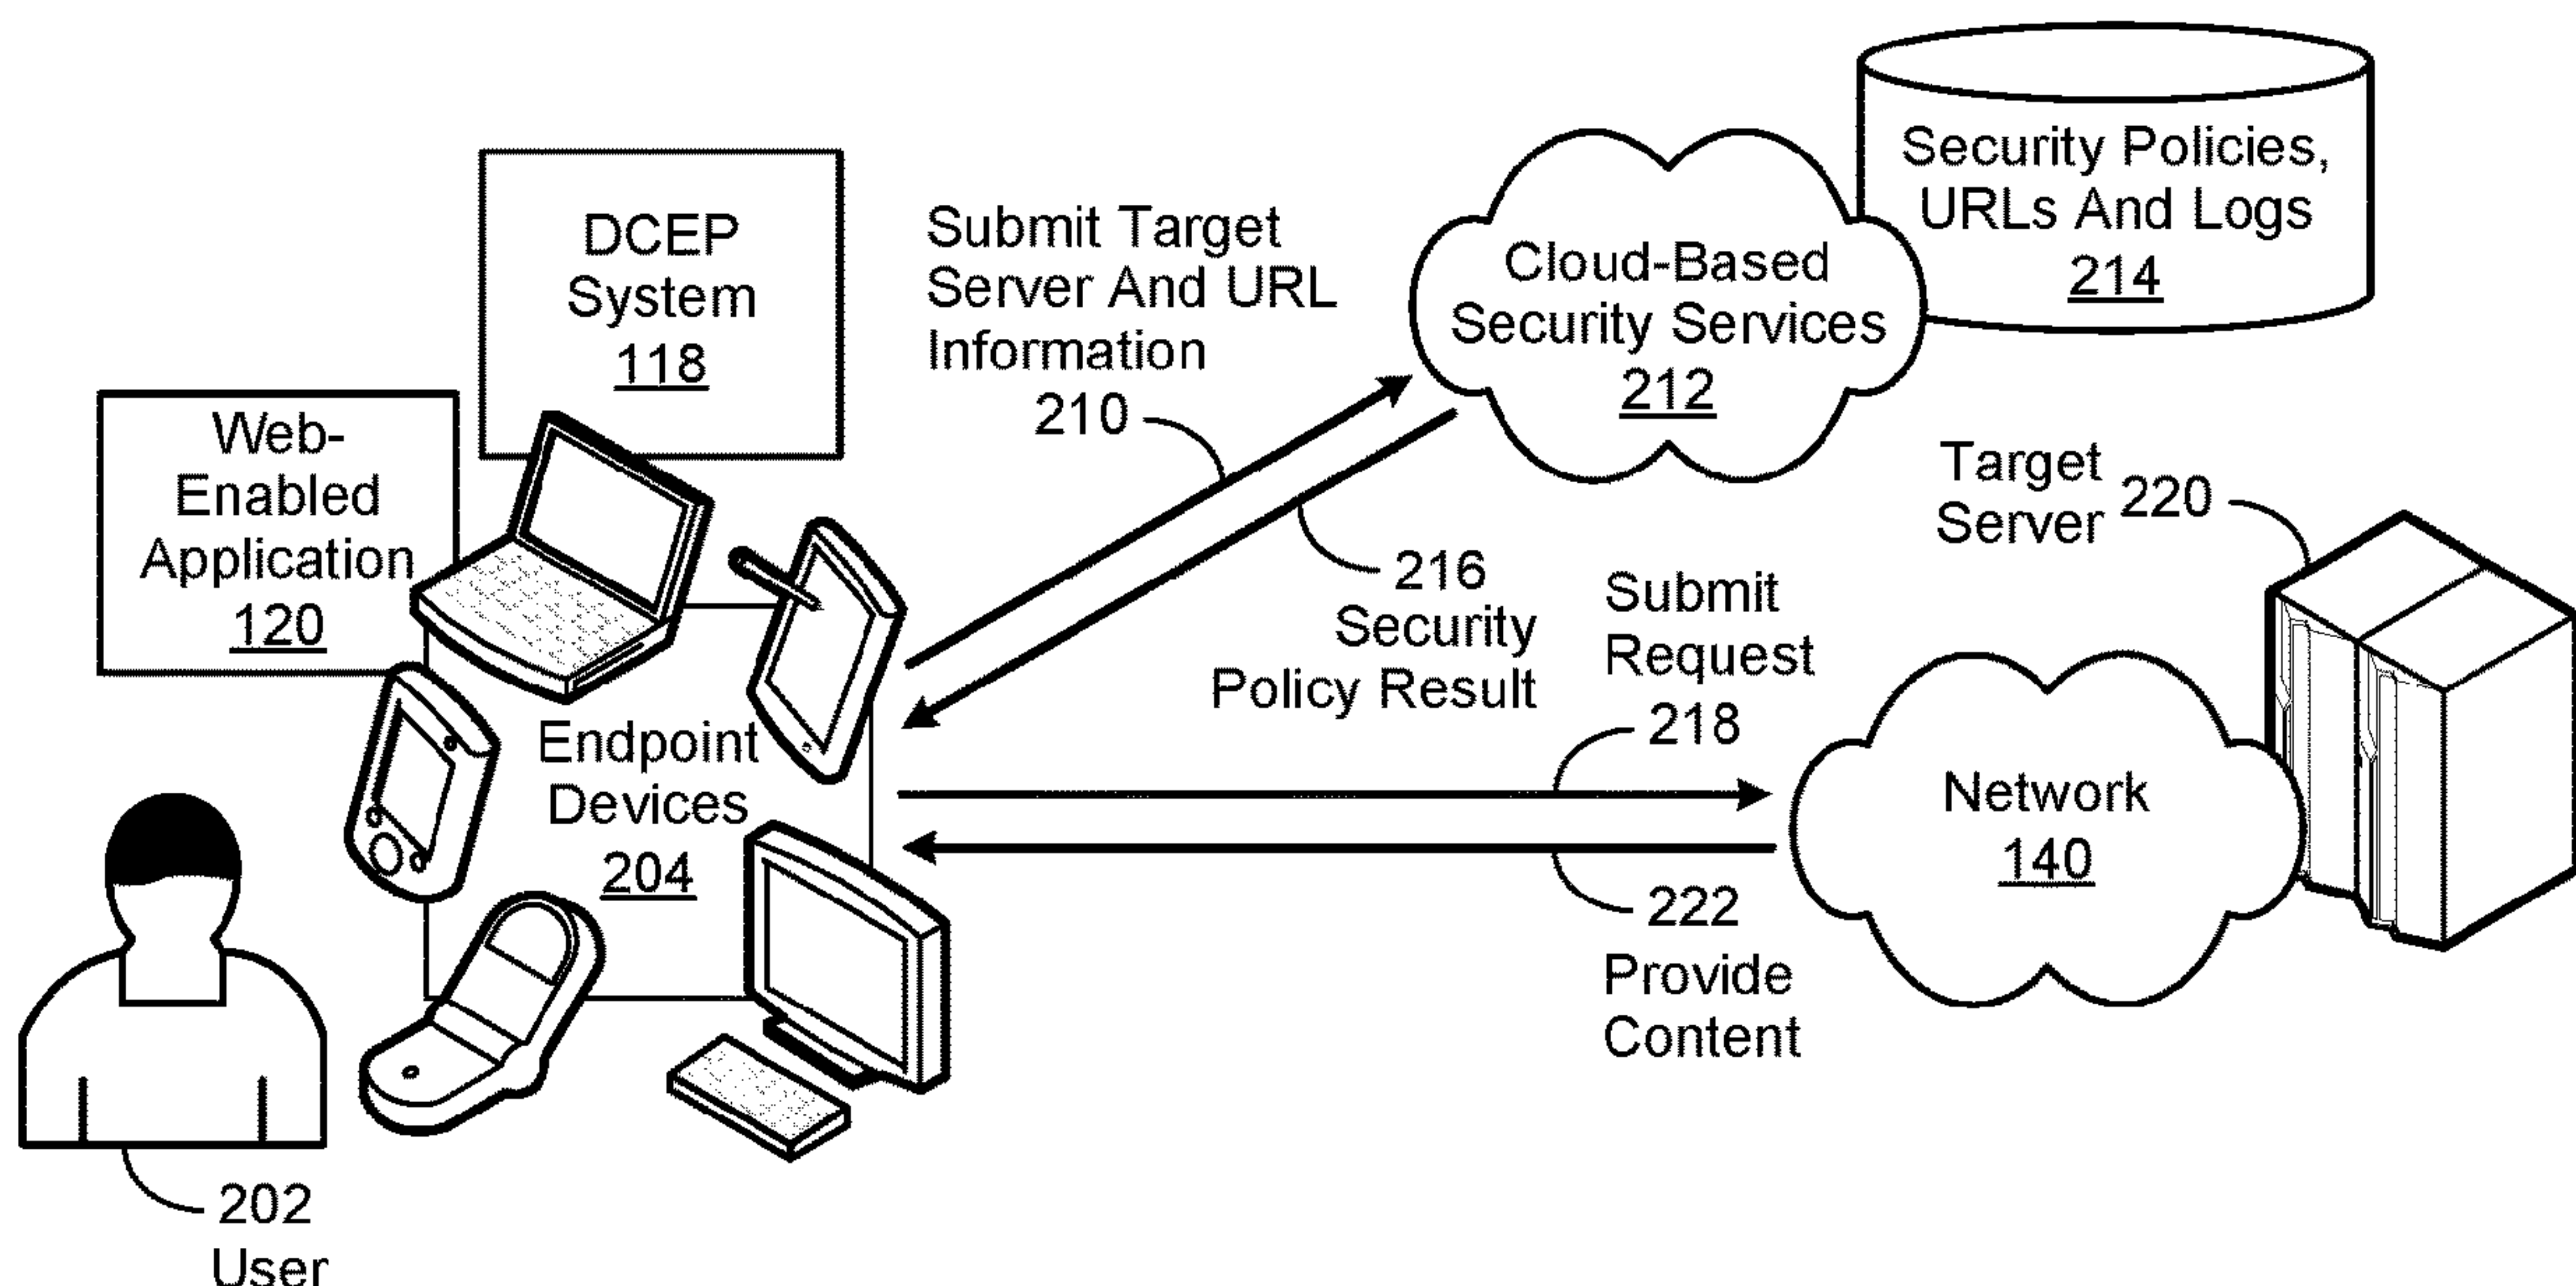 Security Policies,
URLs And Logs
214
DCEP
System
118
Submit Target
Server And URL
Information
210
Cloud-Based
Security Services
212
Web-
Enabled
Application
120
Target
Server
220
216
Security
Policy Result
Submit
Request
218
Endpoint
Devices
204
Network
140
222
Provide
Content
202
User